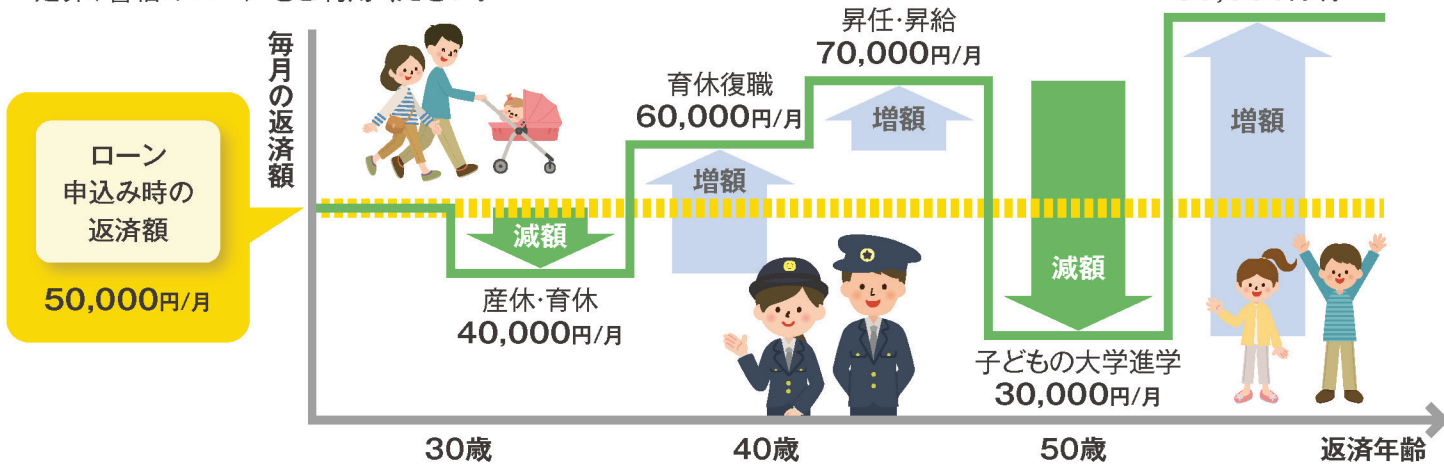 毎月の返済額
ローン
申込み時の
返済額
50,000円/月
減額
産休・育休
40,000円/月
育休復職
60,000円/月
増額
昇任・昇給
70,000円/月
増額
減額
子どもの大学進学
30,000円/月
増額
30歳
40歳
50歳
返済年齢